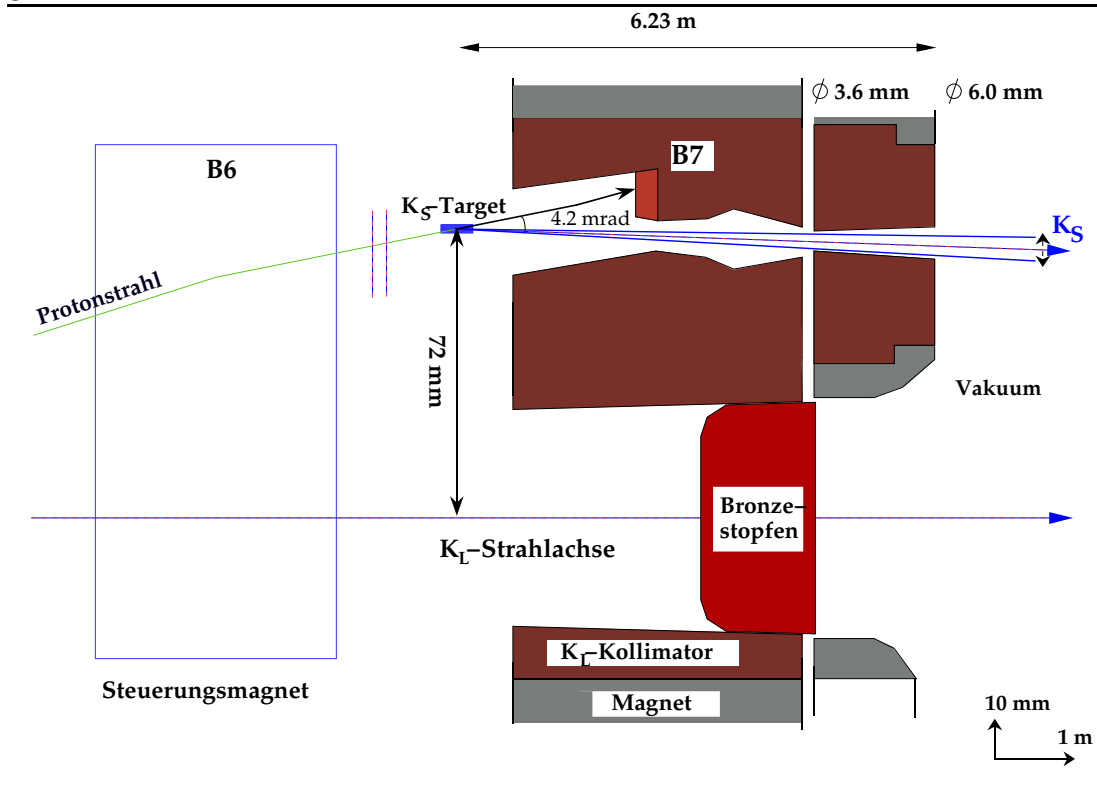 6.23 m
ϕ 3.6 mm
ϕ 6.0 mm
B6
B7
K_S–Target
4.2 mrad
K_S
Protonstrahl
72 mm
Vakuum
Bronze–
stopfen
K_L–Strahlachse
K_L–Kollimator
Steuerungsmagnet
Magnet
10 mm
1 m